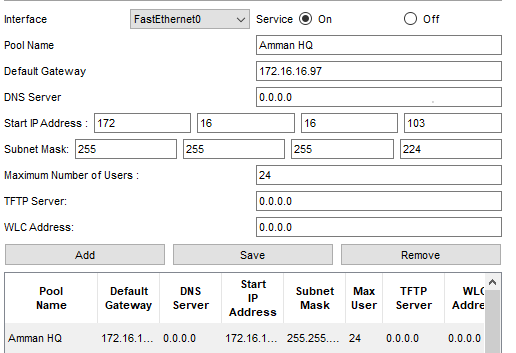 Interface FastEthernet0 Service On Off
Pool Name Amman HQ
Default Gateway 172.16.16.97
DNS Server 0.0.0.0
Start IP Address : 172 16 16 103
Subnet Mask: 255 255 255 224
Maximum Number of Users : 24
TFTP Server: 0.0.0.0
WLC Address: 0.0.0.0
Add Save Remove
Pool Name Default Gateway DNS Server Start IP Address Subnet Mask Max User TFTP Server WLC Addre
Amman HQ 172.16.1... 0.0.0.0 172.16.1... 255.255.... 24 0.0.0.0 0.0.0.0